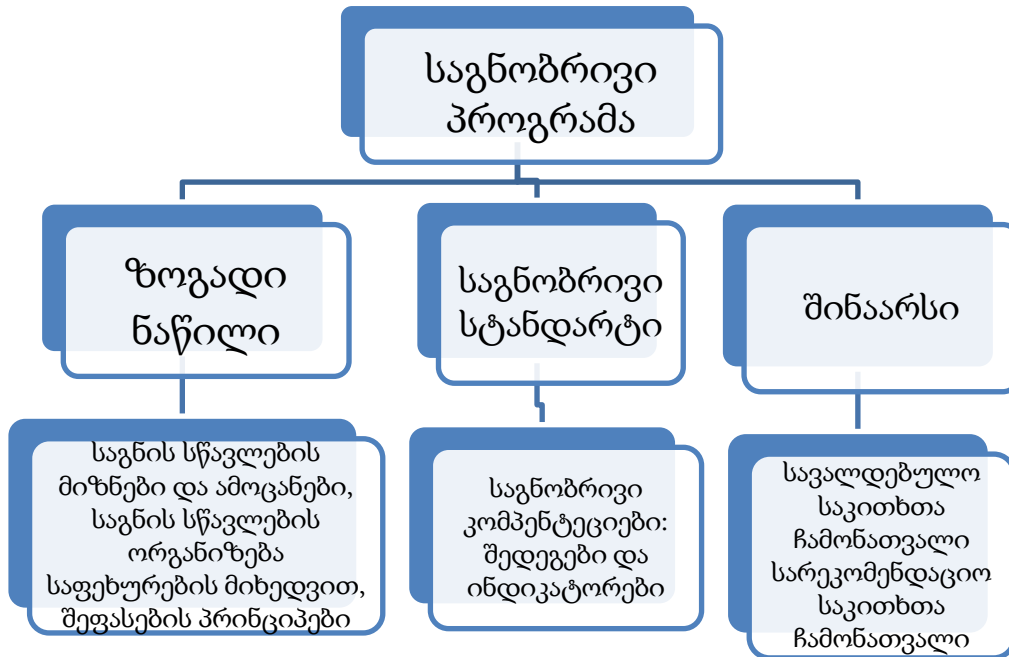 საგნობრივი
პროგრამა
ზოგადი
ნაწილი
საგნობრივი
სტანდარტი
შინაარსი
საგნის სწავლების
მიზნები და ამოცანები,
საგნის სწავლების
ორგანიზება
საფეხურების მიხედვით,
შეფასების პრინციპები
საგნობრივი
კომპენტეციები:
შედეგები და
ინდიკატორები
სავალდებულო
საკითხთა
ჩამონათვალი
სარეკომენდაციო
საკითხთა
ჩამონათვალი